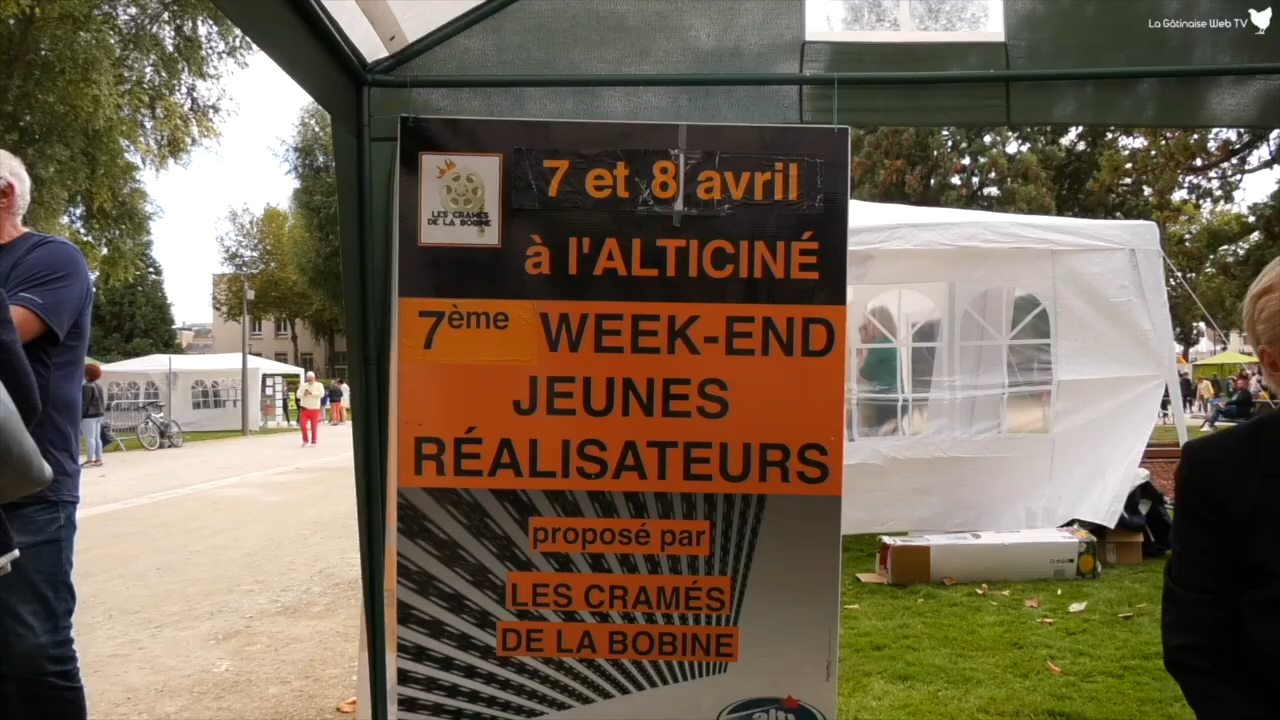 La Gâtinaise Web TV
LES CRAMÉS
DE LA BOBINE
7 et 8 avril
à l'ALTICINÉ
7ème WEEK-END
JEUNES
RÉALISATEURS
proposé par
LES CRAMÉS
DE LA BOBINE